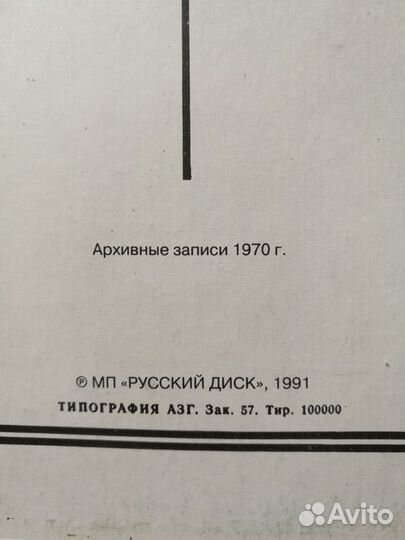 Архивные записи 1970 г.
℗ МП «РУССКИЙ ДИСК», 1991
ТИПОГРАФИЯ АЗГ. Зак. 57. Тир. 100000
Avito